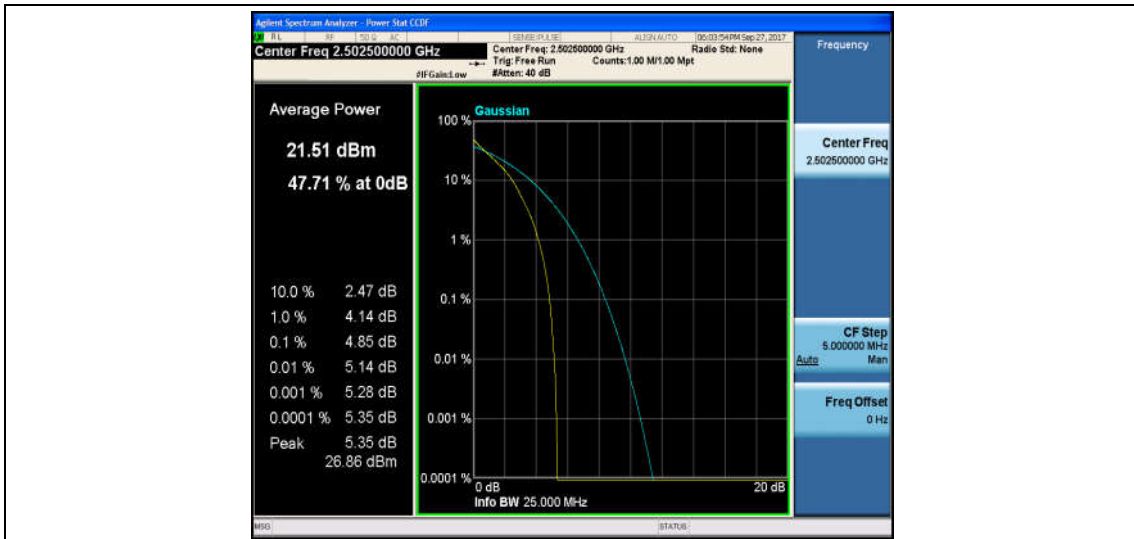 Agilent Spectrum Analyzer - Power Stat CCDF
RL RF 50 Ω AC SENSE:PULSE ALIGNAUTO 06:03:54PM Sep 27, 2017
Center Freq 2.502500000 GHz
Center Freq: 2.502500000 GHz Radio Std: None
Trig: Free Run Counts:1.00 M/1.00 Mpt
#IFGain:Low #Atten: 40 dB
Frequency
Average Power
21.51 dBm
47.71 % at 0dB
10.0 % 2.47 dB
1.0 % 4.14 dB
0.1 % 4.85 dB
0.01 % 5.14 dB
0.001 % 5.28 dB
0.0001 % 5.35 dB
Peak 5.35 dB
26.86 dBm
Gaussian
100 %
10 %
1 %
0.1 %
0.01 %
0.001 %
0.0001 %
0 dB 20 dB
Info BW 25.000 MHz
Center Freq
2.502500000 GHz
CF Step
5.000000 MHz
Auto Man
Freq Offset
0 Hz
MSG STATUS